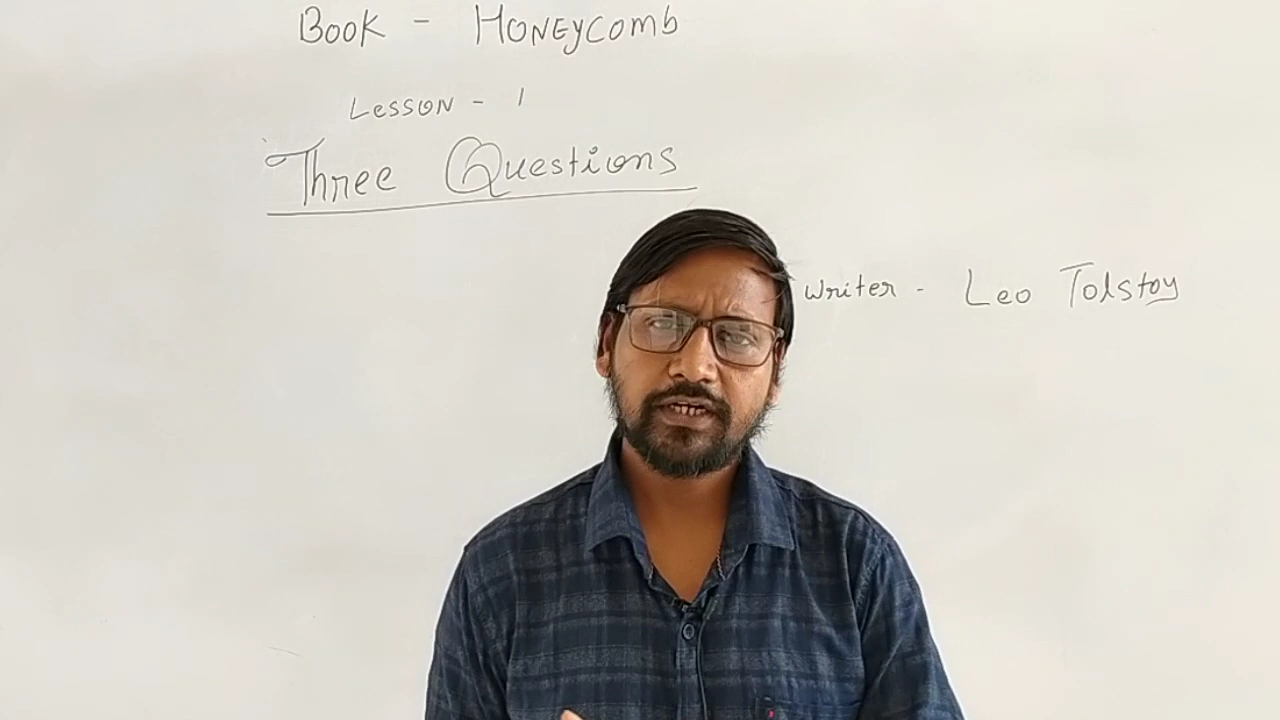 Book - Honeycomb
Lesson - 1
Three Questions
Writer - Leo Tolstoy